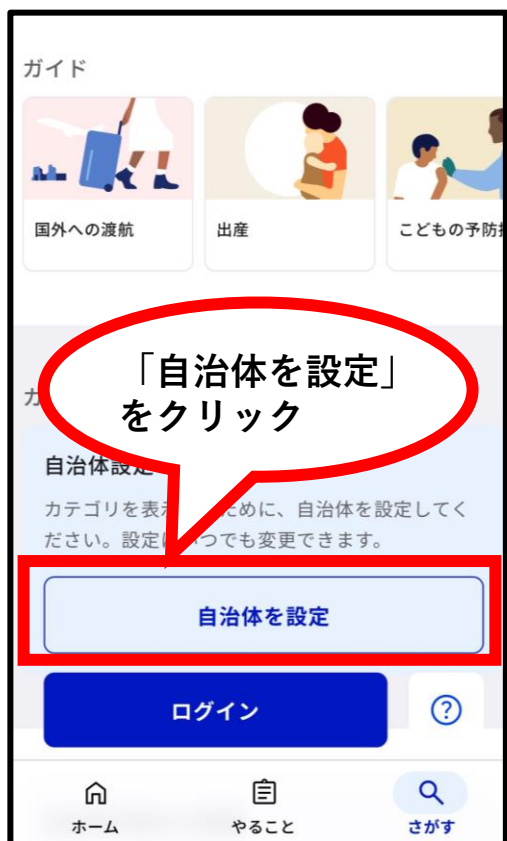 ガイド
国外への渡航
出産
こどもの予防
「自治体を設定」
をクリック
カ
自治体設定
カテゴリを表 ために、自治体を設定してく
ださい。設定 いつでも変更できます。
自治体を設定
ログイン
?
ホーム
やること
さがす